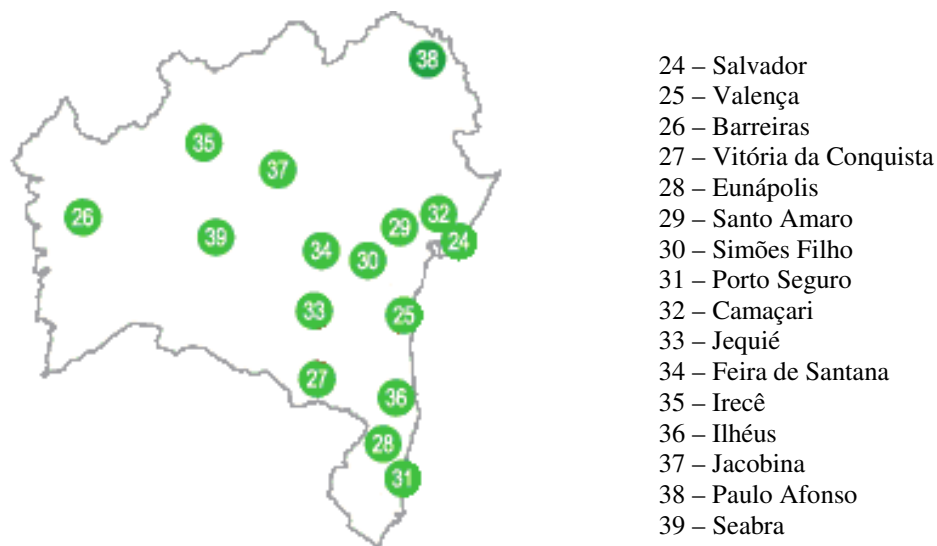 38
35
37
26
32
29
39
24
34
30
33
25
27
36
28
31
24 – Salvador
25 – Valença
26 – Barreiras
27 – Vitória da Conquista
28 – Eunápolis
29 – Santo Amaro
30 – Simões Filho
31 – Porto Seguro
32 – Camaçari
33 – Jequié
34 – Feira de Santana
35 – Irecê
36 – Ilhéus
37 – Jacobina
38 – Paulo Afonso
39 – Seabra